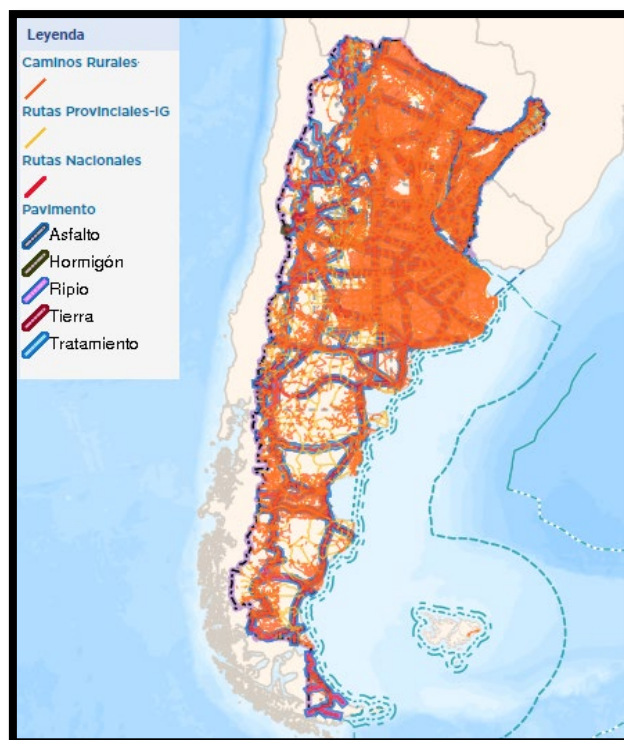 Leyenda
Caminos Rurales
Rutas Provinciales-IG
Rutas Nacionales
Pavimento
Asfalto
Hormigón
Ripio
Tierra
Tratamiento